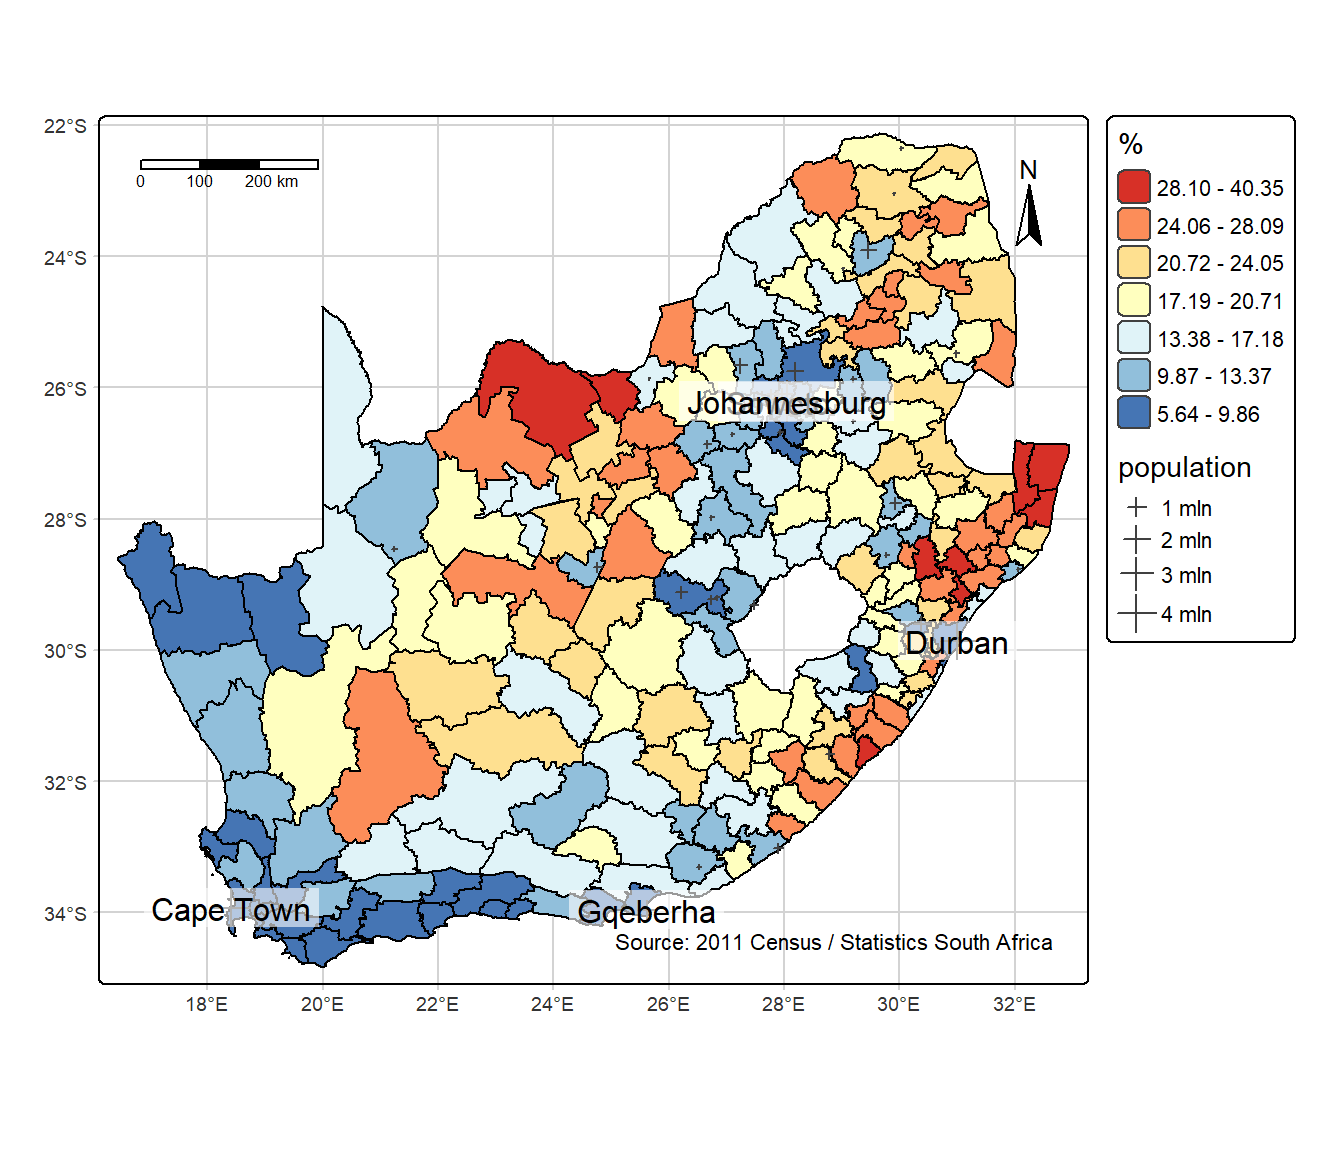 22°S
24°S
26°S
28°S
30°S
32°S
34°S
0 100 200 km
N
Johannesburg
Durban
Cape Town
Gqeberha
Source: 2011 Census / Statistics South Africa
18°E 20°E 22°E 24°E 26°E 28°E 30°E 32°E
%
28.10 - 40.35
24.06 - 28.09
20.72 - 24.05
17.19 - 20.71
13.38 - 17.18
9.87 - 13.37
5.64 - 9.86
population
1 mln
2 mln
3 mln
4 mln